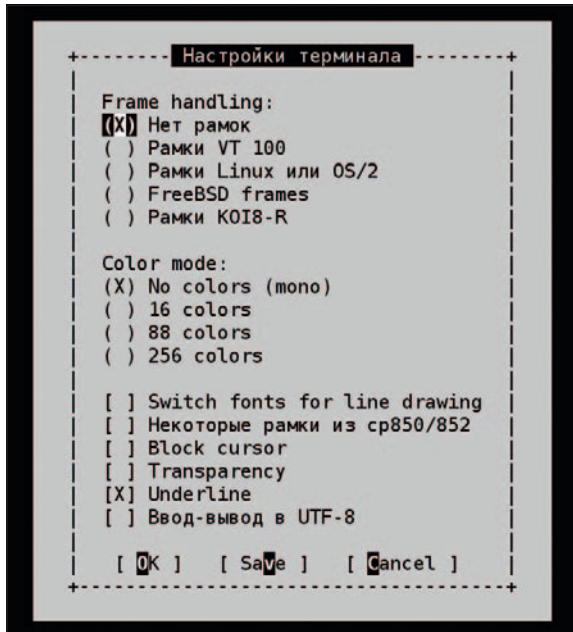 Настройки терминала
Frame handling:
(X) Нет рамок
( ) Рамки VT 100
( ) Рамки Linux или OS/2
( ) FreeBSD frames
( ) Рамки KOI8-R
Color mode:
(X) No colors (mono)
( ) 16 colors
( ) 88 colors
( ) 256 colors
[ ] Switch fonts for line drawing
[ ] Некоторые рамки из cp850/852
[ ] Block cursor
[ ] Transparency
[X] Underline
[ ] Ввод-вывод в UTF-8
[ OK ] [ Save ] [ Cancel ]